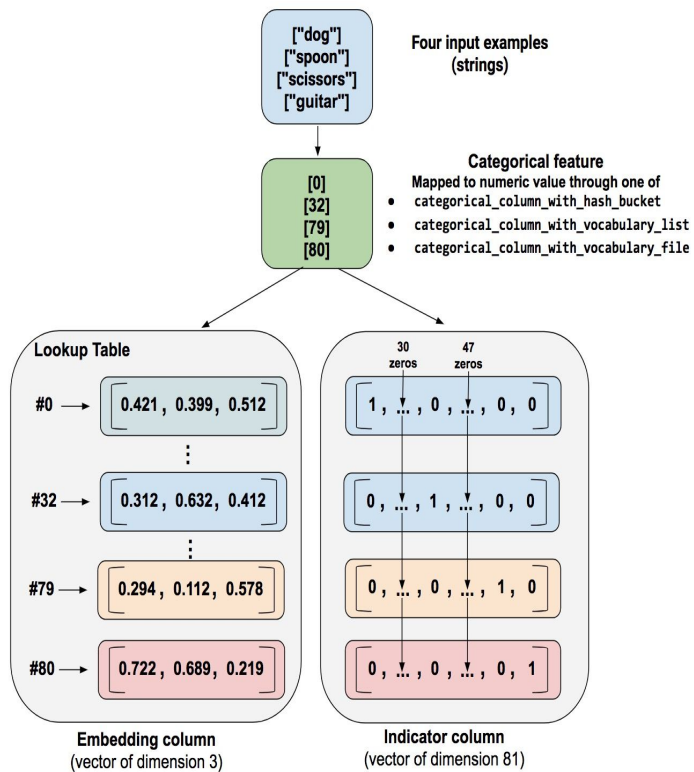 ["dog"]
["spoon"]
["scissors"]
["guitar"]
Four input examples
(strings)
[0]
[32]
[79]
[80]
Categorical feature
Mapped to numeric value through one of
• categorical_column_with_hash_bucket
• categorical_column_with_vocabulary_list
• categorical_column_with_vocabulary_file
Lookup Table
#0
0.421, 0.399, 0.512
⋮
#32
0.312, 0.632, 0.412
⋮
#79
0.294, 0.112, 0.578
#80
0.722, 0.689, 0.219
Embedding column
(vector of dimension 3)
30
zeros
47
zeros
1, ... 0, ... 0, 0
0, ... 1, ... 0, 0
0, ... 0, ... 1, 0
0, ... 0, ... 0, 1
Indicator column
(vector of dimension 81)